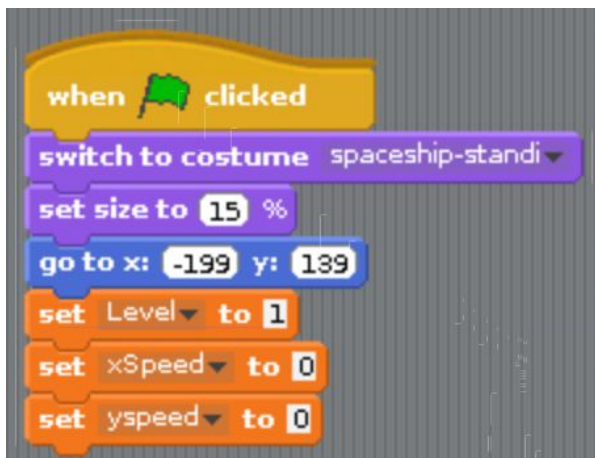 when clicked
switch to costume spaceship-standi
set size to 15 %
go to x: -199 y: 139
set Level to 1
set xSpeed to 0
set yspeed to 0